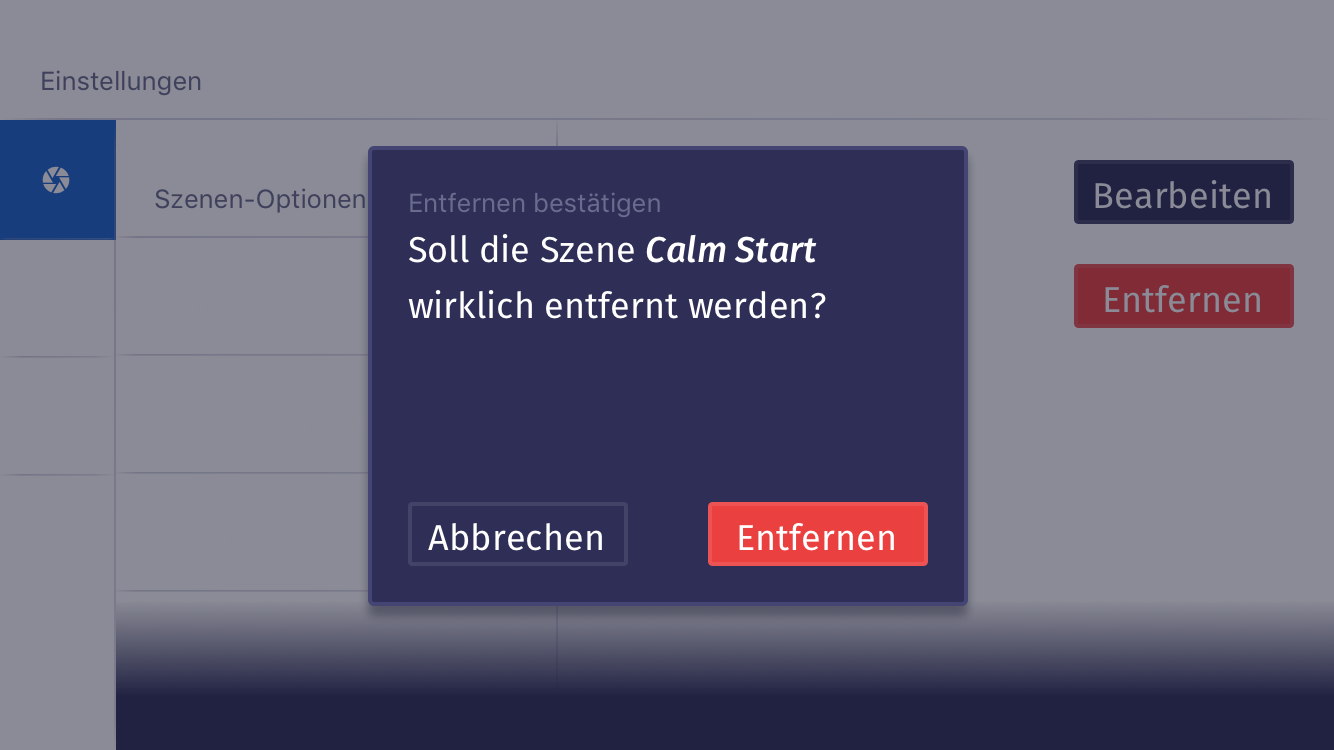 Einstellungen
Szenen-Optionen
Bearbeiten
Entfernen
Entfernen bestätigen
Soll die Szene Calm Start
wirklich entfernt werden?
Abbrechen
Entfernen